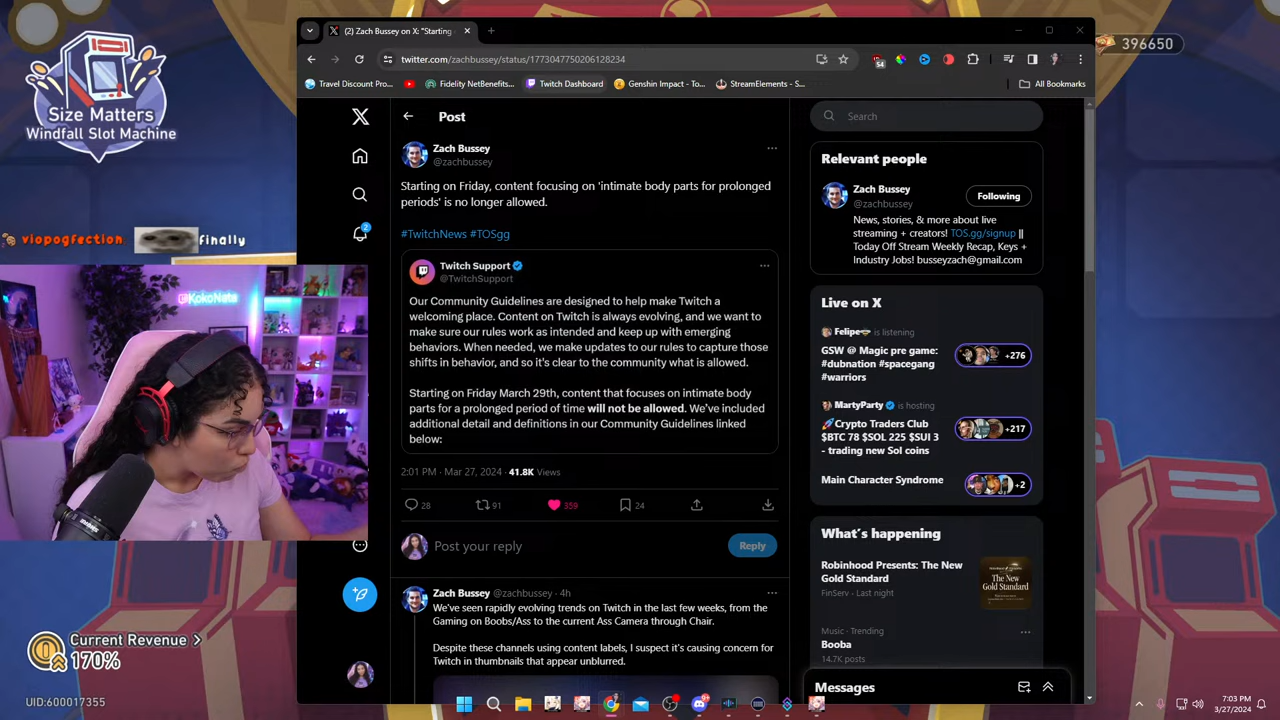 (2) Zach Bussey on X: "Starting
twitter.com/zachbussey/status/1773047750206128234
54
Travel Discount Pro...
Fidelity NetBenefits...
Twitch Dashboard
Genshin Impact - To...
StreamElements - S...
All Bookmarks
396650
Size Matters
Windfall Slot Machine
Post
Search
Zach Bussey
@zachbussey
Starting on Friday, content focusing on 'intimate body parts for prolonged
periods' is no longer allowed.
#TwitchNews #TOSgg
2
Twitch Support
@TwitchSupport
Our Community Guidelines are designed to help make Twitch a
welcoming place. Content on Twitch is always evolving, and we want to
make sure our rules work as intended and keep up with emerging
behaviors. When needed, we make updates to our rules to capture those
shifts in behavior, and so it's clear to the community what is allowed.
Starting on Friday March 29th, content that focuses on intimate body
parts for a prolonged period of time will not be allowed. We've included
additional detail and definitions in our Community Guidelines linked
below:
2:01 PM · Mar 27, 2024 · 41.8K Views
28
91
359
24
Post your reply
Reply
Zach Bussey @zachbussey · 4h
We've seen rapidly evolving trends on Twitch in the last few weeks, from the
Gaming on Boobs/Ass to the current Ass Camera through Chair.
Despite these channels using content labels, I suspect it's causing concern for
Twitch in thumbnails that appear unblurred.
Relevant people
Zach Bussey
@zachbussey
Following
News, stories, & more about live
streaming + creators! TOS.gg/signup ||
Today Off Stream Weekly Recap, Keys +
Industry Jobs! busseyzach@gmail.com
Live on X
Felipe is listening
GSW @ Magic pre game:
#dubnation #spacegang
#warriors
+276
MartyParty is hosting
Crypto Traders Club
$BTC 78 $SOL 225 $SUI 3
- trading new Sol coins
+217
Main Character Syndrome
+2
What's happening
Robinhood Presents: The New
Gold Standard
FinServ · Last night
The New
Gold Standard
Music · Trending
Booba
14.7K posts
Messages
viopogfection
finally
@KokoNata
Current Revenue >
170%
UID:600017355
7:03 PM
3/27/2024